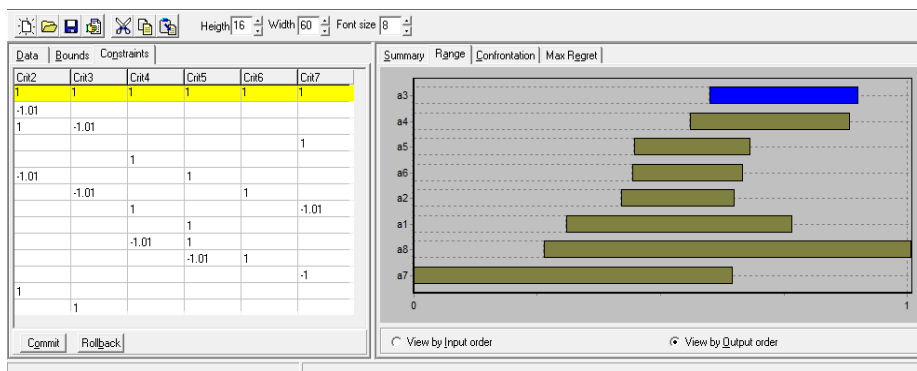 Heigth 16 Width 60 Font size 8
Data Bounds Constraints
Crit2 Crit3 Crit4 Crit5 Crit6 Crit7
1 1 1 1 1 1
-1.01
1 -1.01
1
1
-1.01 1
-1.01 1
1 -1.01
1
-1.01 1
-1.01 1
-1
1
1
Commit Rollback
Summary Range Confrontation Max Regret
a3
a4
a5
a6
a2
a1
a8
a7
0 1
View by Input order View by Output order